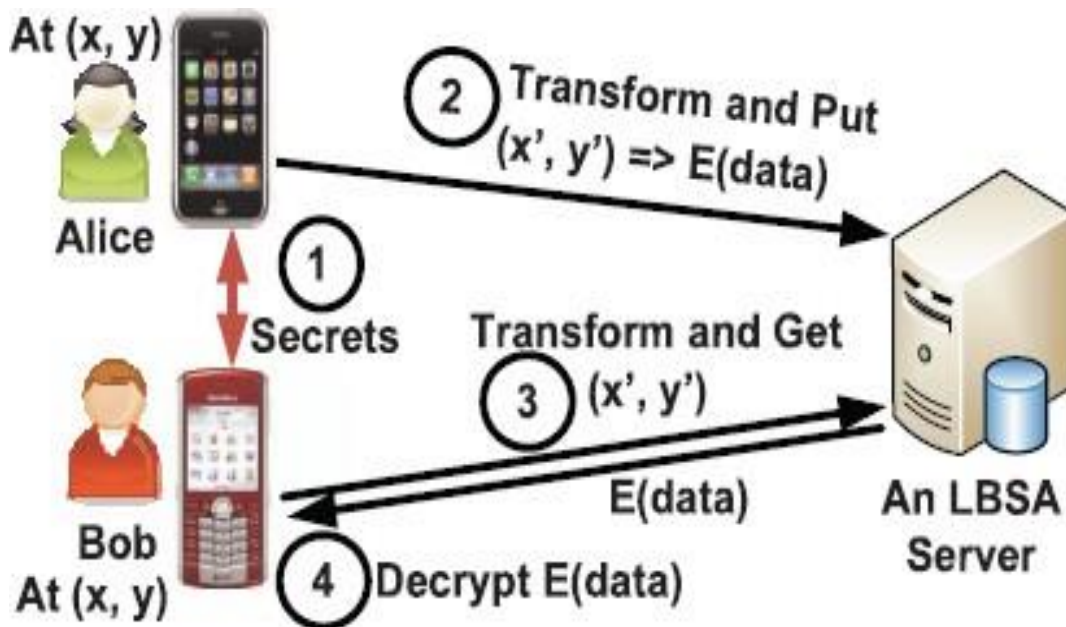 At (x, y)
Alice
2
Transform and Put
(x', y') => E(data)
1
Secrets
Transform and Get
3
(x', y')
E(data)
An LBSA
Server
Bob
At (x, y)
4
Decrypt E(data)